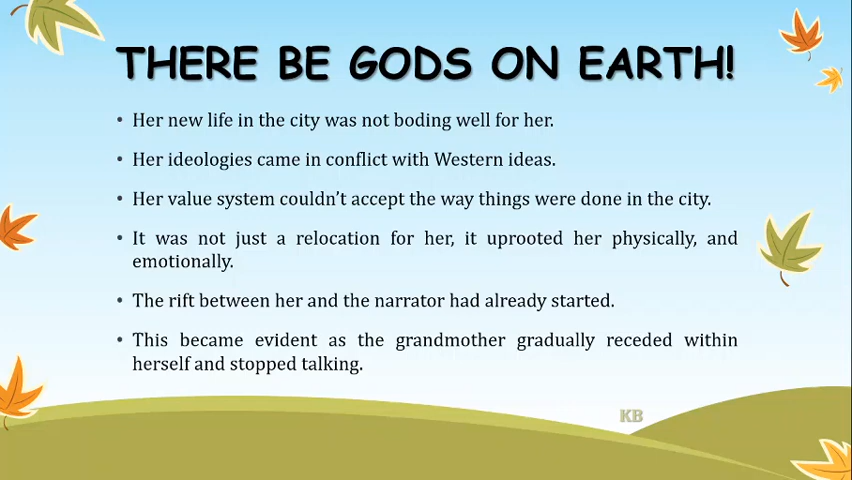 THERE BE GODS ON EARTH!
• Her new life in the city was not boding well for her.
• Her ideologies came in conflict with Western ideas.
• Her value system couldn’t accept the way things were done in the city.
• It was not just a relocation for her, it uprooted her physically, and
emotionally.
• The rift between her and the narrator had already started.
• This became evident as the grandmother gradually receded within
herself and stopped talking.
KB